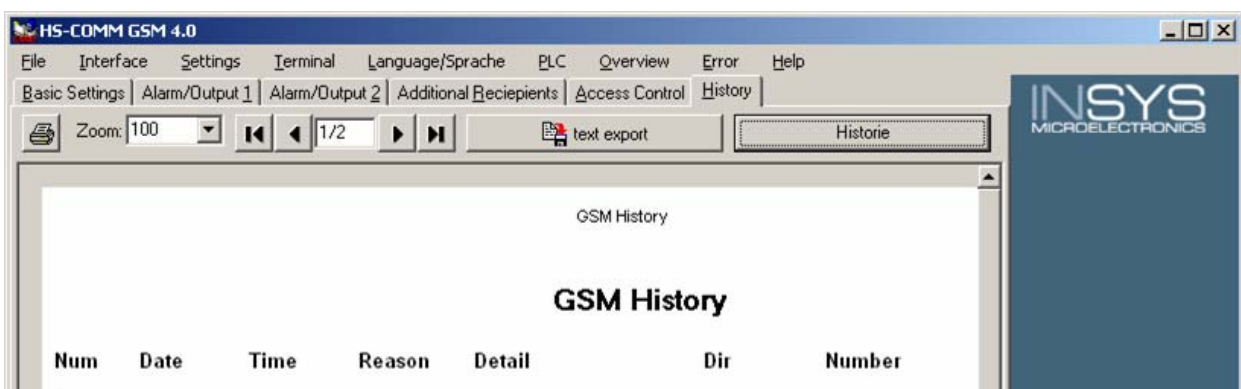 HS-COMM GSM 4.0
File Interface Settings Terminal Language/Sprache PLC Overview Error Help
Basic Settings Alarm/Output 1 Alarm/Output 2 Additional Reciepients Access Control History
INSYS
MICROELECTRONICS
Zoom: 100 1/2 text export Historie
GSM History
GSM History
Num Date Time Reason Detail Dir Number